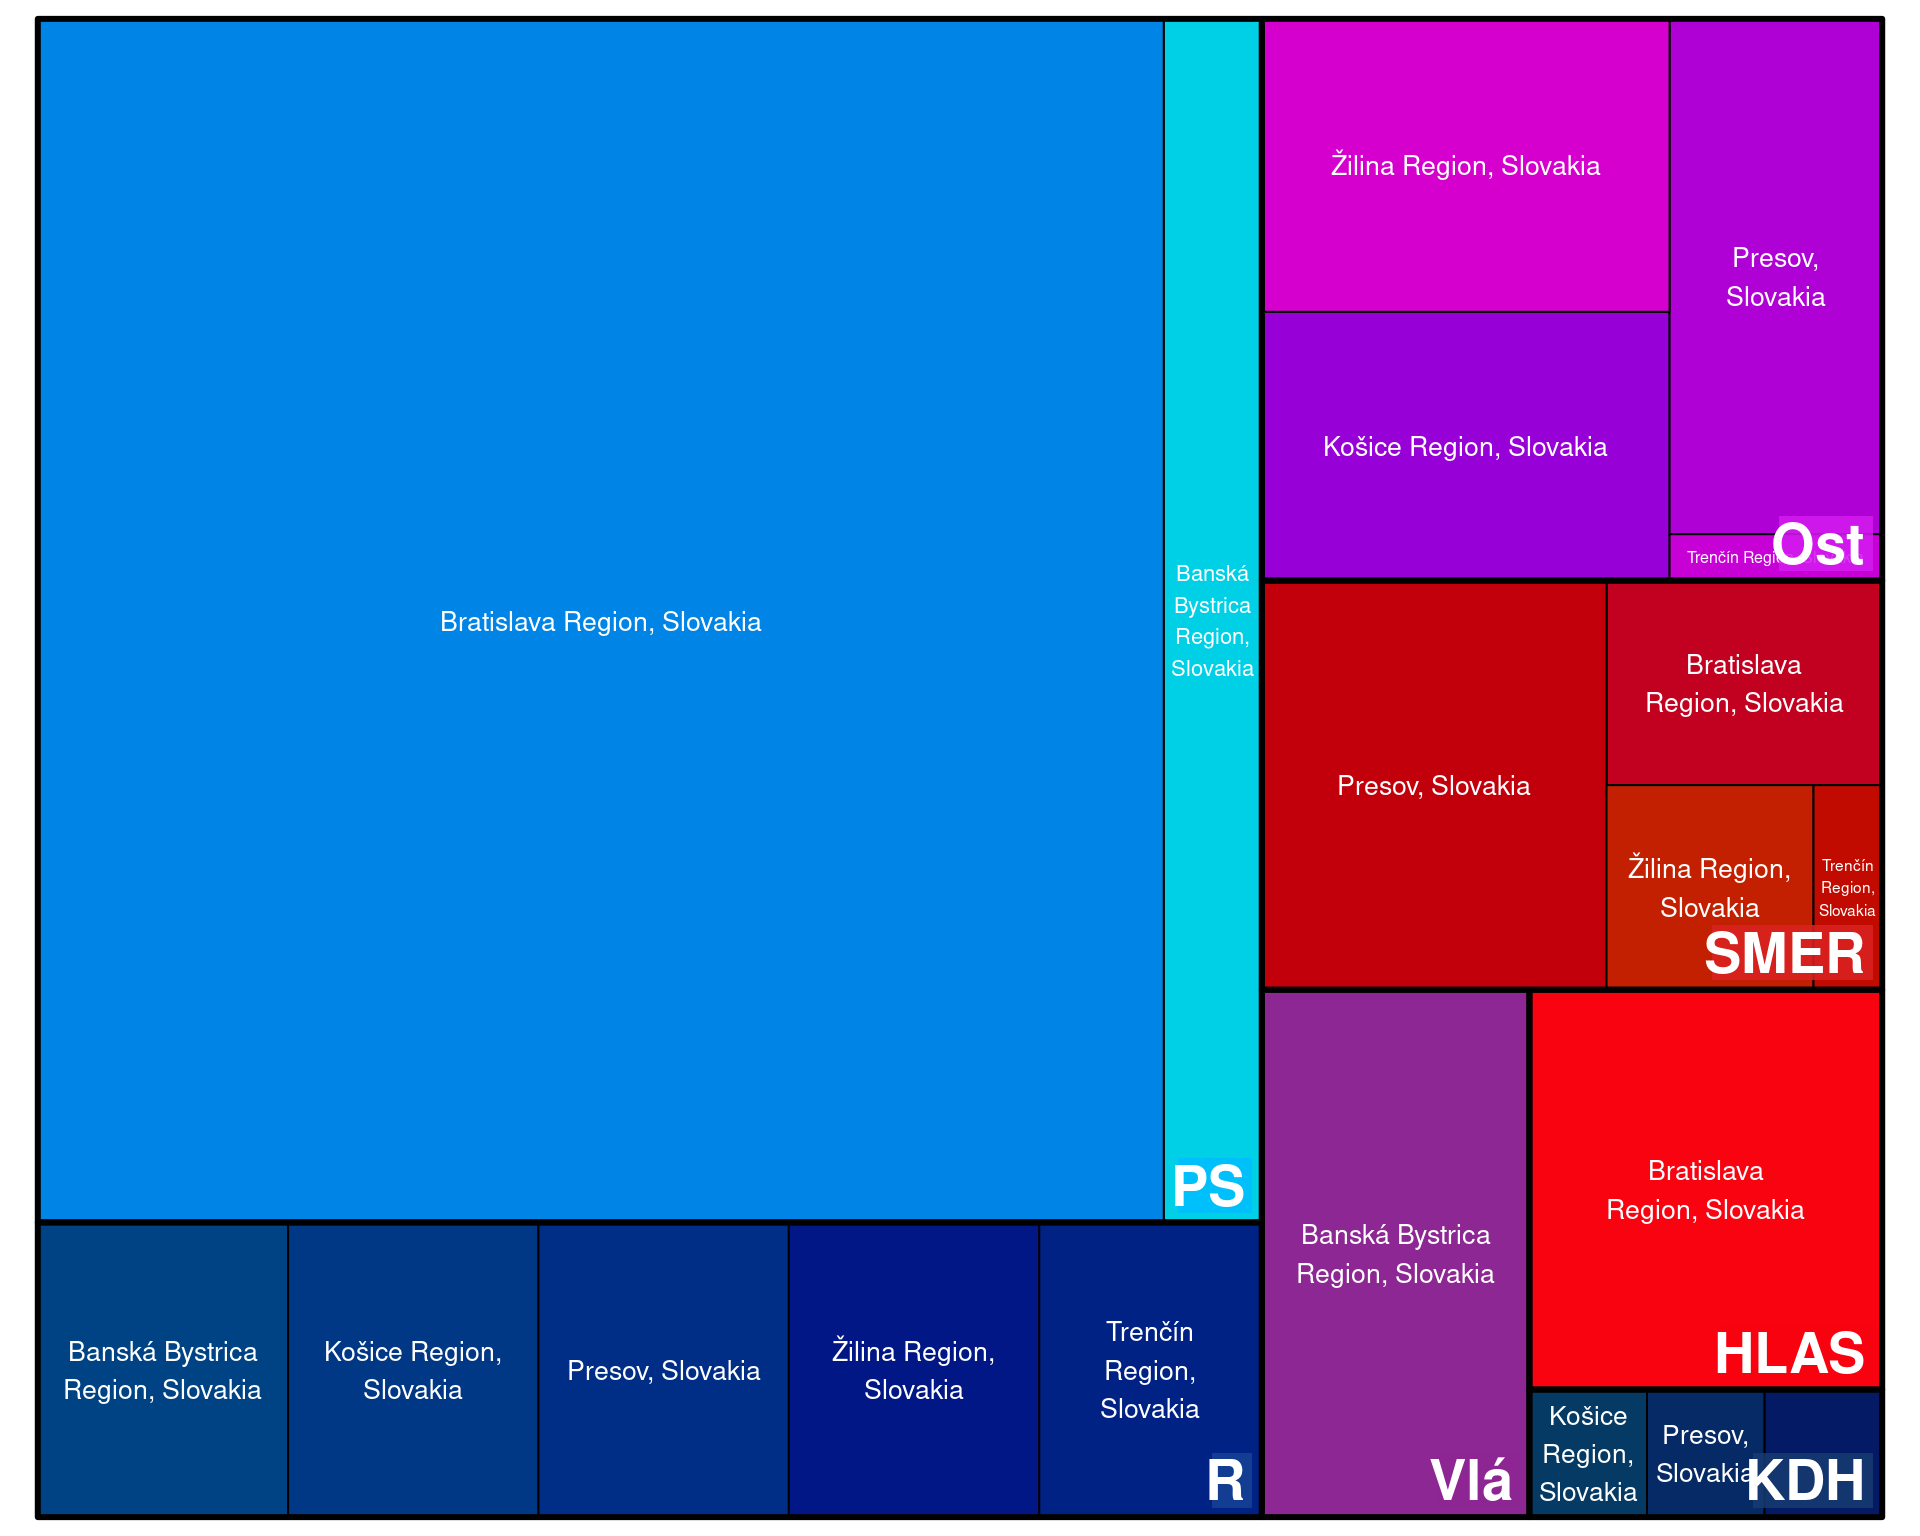 Bratislava Region, Slovakia
Banská
Bystrica
Region,
Slovakia
PS
Banská Bystrica
Region, Slovakia
Košice Region,
Slovakia
Presov, Slovakia
Žilina Region,
Slovakia
Trenčín
Region,
Slovakia
R
Žilina Region, Slovakia
Košice Region, Slovakia
Presov,
Slovakia
Trenčín
Ost
Presov, Slovakia
Bratislava
Region, Slovakia
Žilina Region,
Slovakia
Trenčín
Region,
Slovakia
SMER
Banská Bystrica
Region, Slovakia
Vlá
Bratislava
Region, Slovakia
HLAS
Košice
Region,
Slovakia
Presov,
Slovakia
KDH